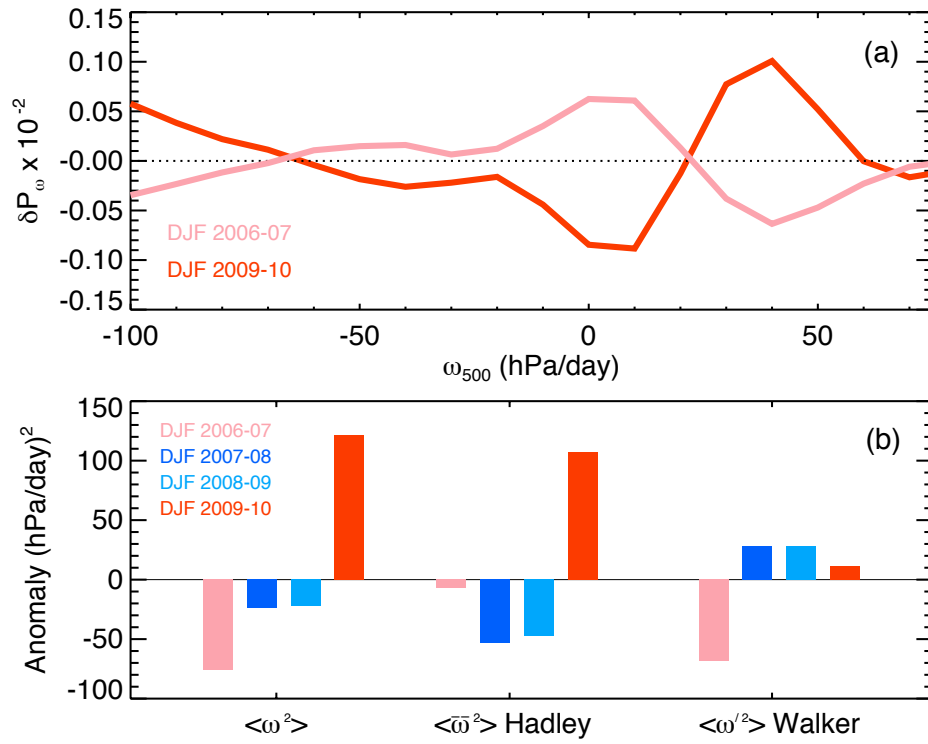 (a)
0.15
0.10
0.05
-0.00
-0.05
-0.10
-0.15
δP_ω x 10^-2
DJF 2006-07
DJF 2009-10
-100 -50 0 50
ω_500 (hPa/day)
(b)
150
100
50
0
-50
-100
Anomaly (hPa/day)^2
DJF 2006-07
DJF 2007-08
DJF 2008-09
DJF 2009-10
<ω^2> <ω̅^2> Hadley <ω'^2> Walker